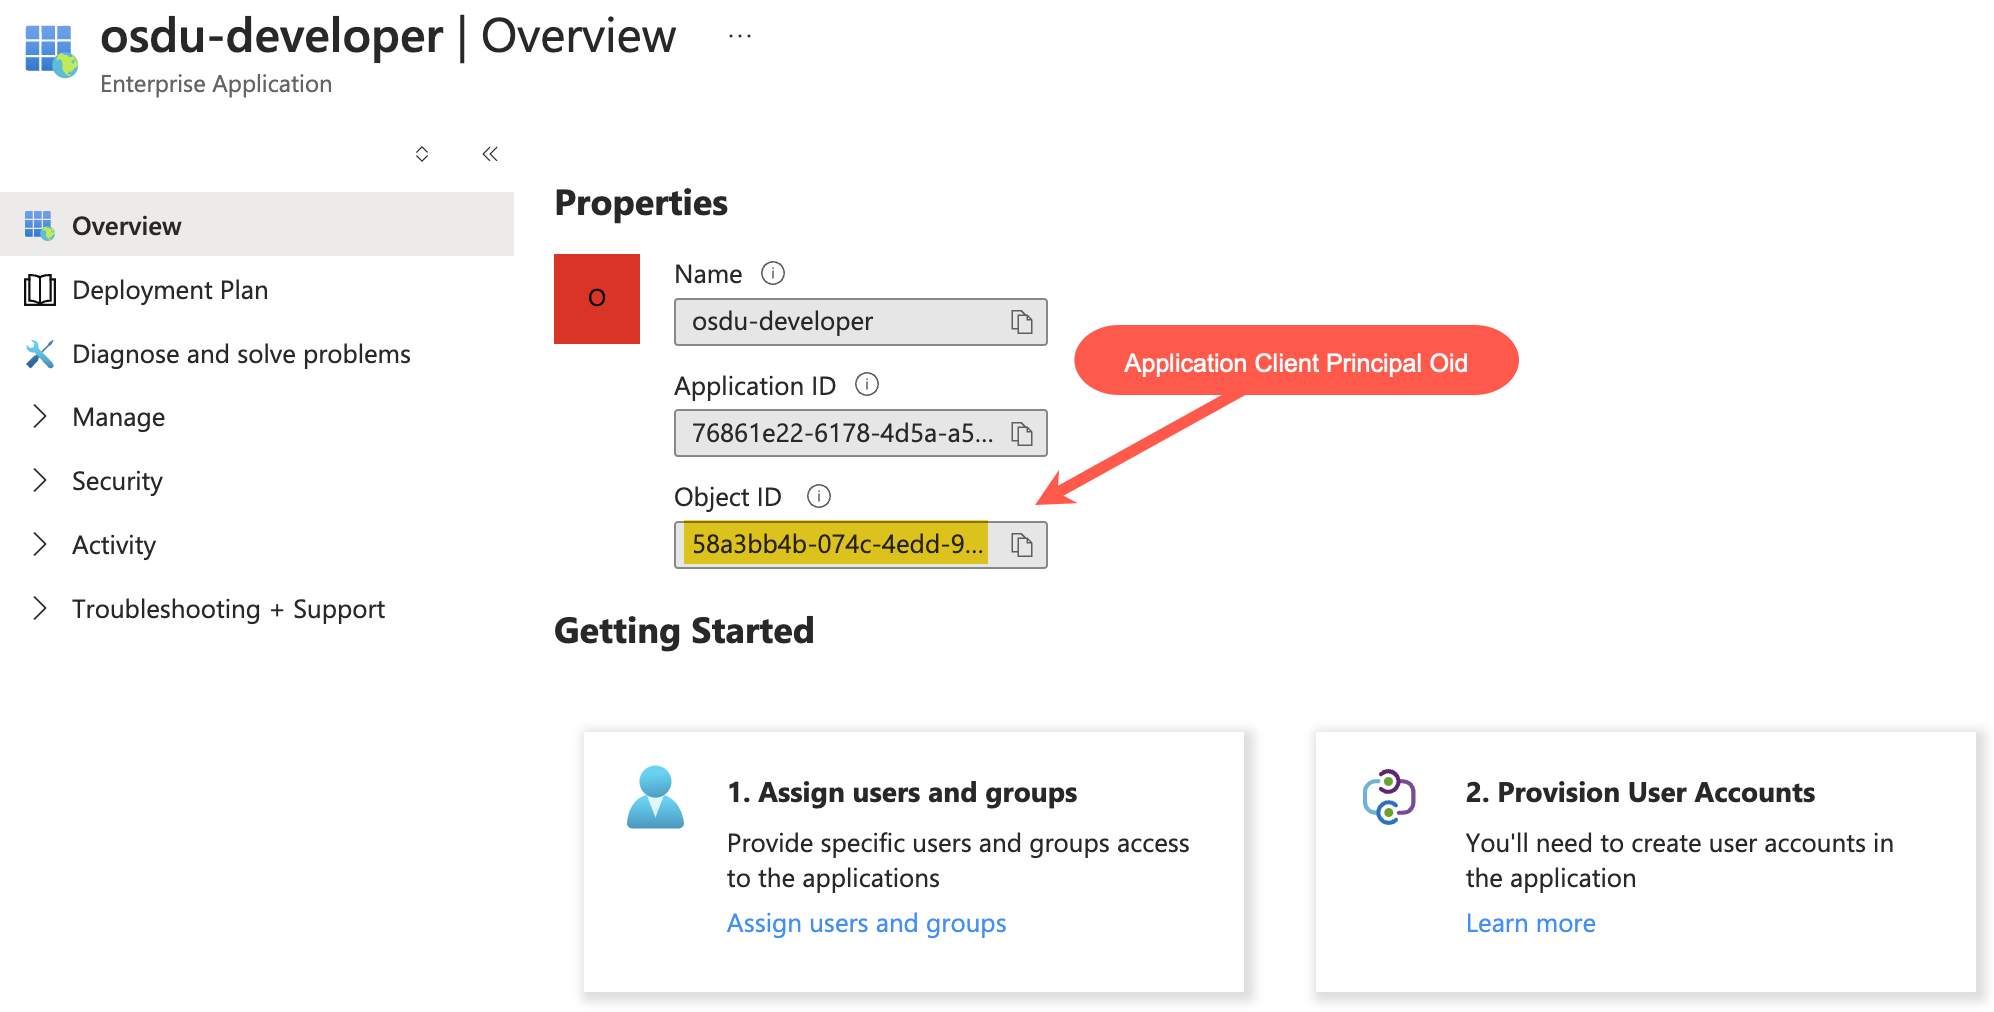 osdu-developer | Overview ...
Enterprise Application
Overview
Deployment Plan
Diagnose and solve problems
Manage
Security
Activity
Troubleshooting + Support
Properties
O
Name
osdu-developer
Application ID
76861e22-6178-4d5a-a5...
Object ID
58a3bb4b-074c-4edd-9...
Application Client Principal Oid
Getting Started
1. Assign users and groups
Provide specific users and groups access
to the applications
Assign users and groups
2. Provision User Accounts
You'll need to create user accounts in
the application
Learn more